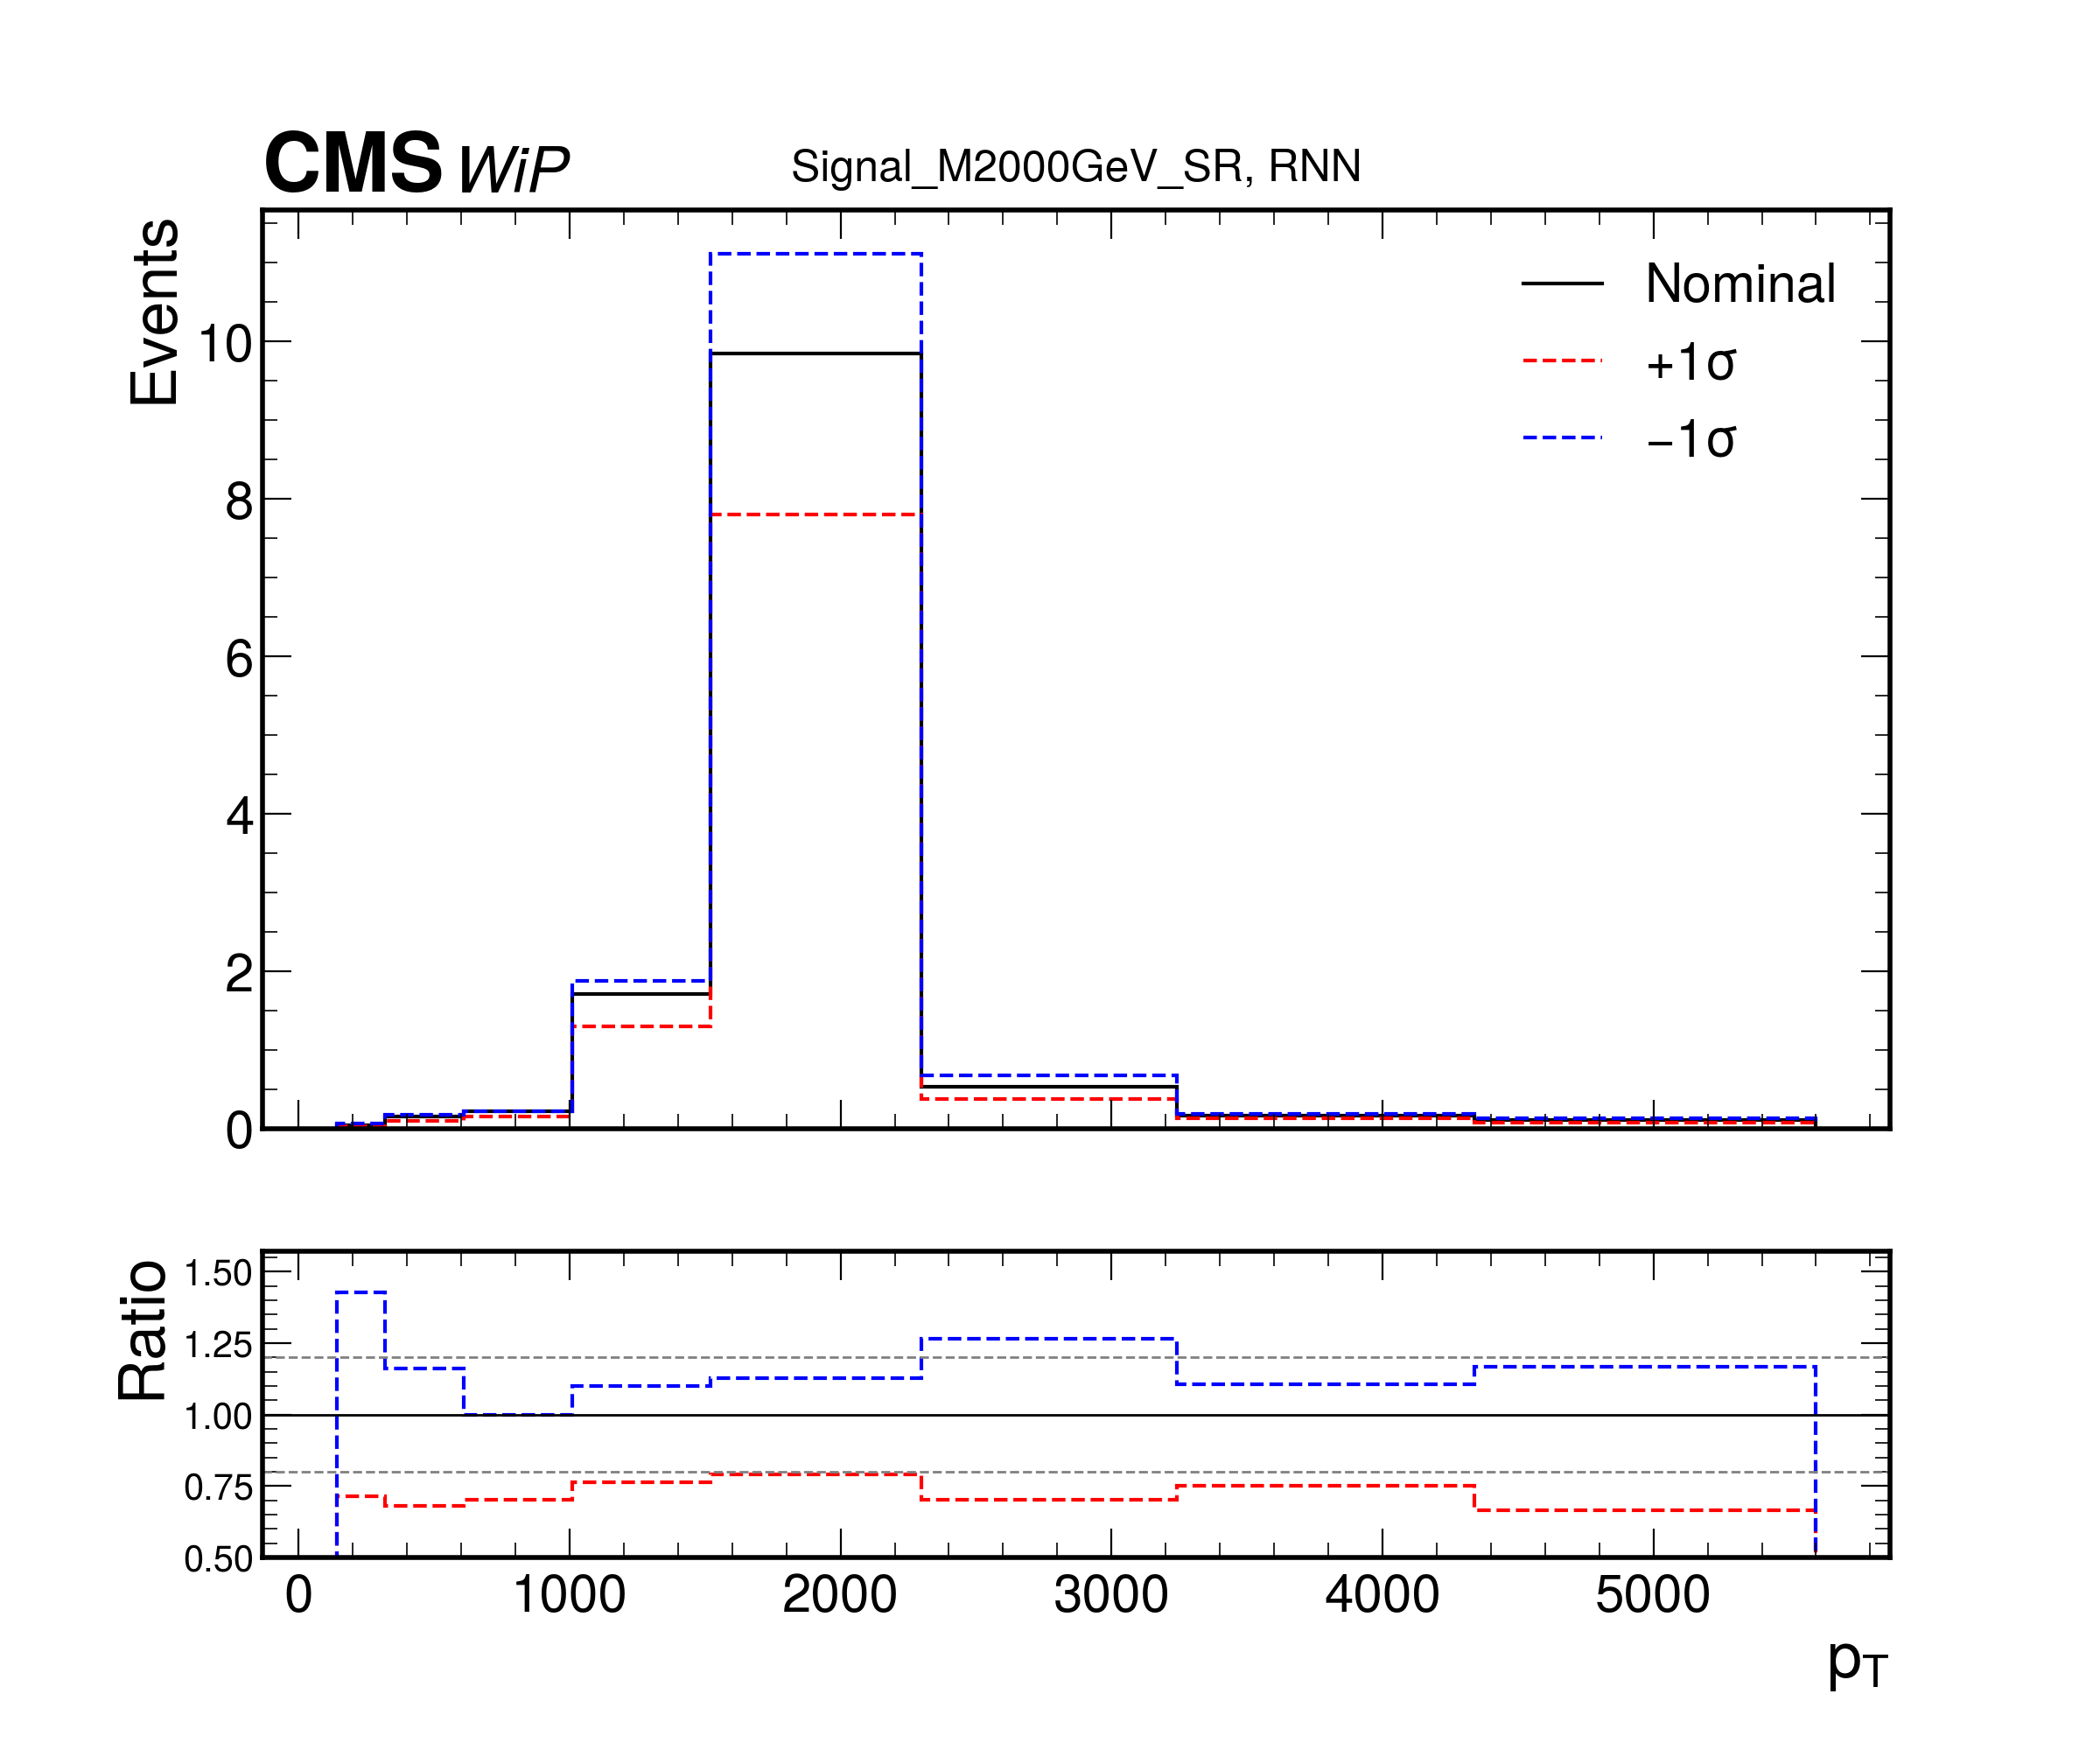 CMS WiP
Signal_M2000GeV_SR, RNN
Events
10
8
6
4
2
0
Nominal
+1σ
−1σ
Ratio
1.50
1.25
1.00
0.75
0.50
0 1000 2000 3000 4000 5000
pT